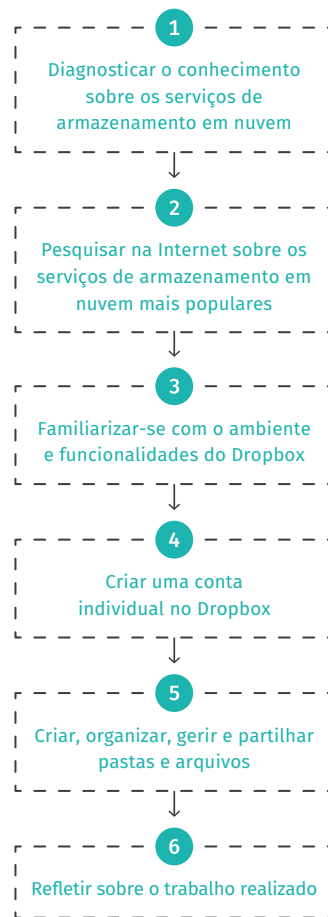 1
Diagnosticar o conhecimento
sobre os serviços de
armazenamento em nuvem
2
Pesquisar na Internet sobre os
serviços de armazenamento em
nuvem mais populares
3
Familiarizar-se com o ambiente
e funcionalidades do Dropbox
4
Criar uma conta
individual no Dropbox
5
Criar, organizar, gerir e partilhar
pastas e arquivos
6
Refletir sobre o trabalho realizado